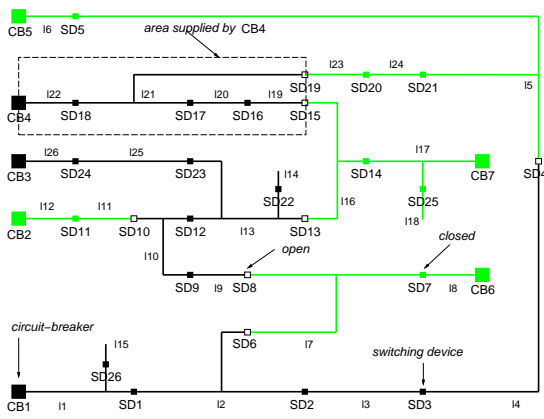 area supplied by CB4
CB5
l6
SD5
l23
l24
l5
SD19
SD20
SD21
l22
l21
l20
l19
CB4
SD18
SD17
SD16
SD15
l26
l25
l14
l17
CB3
SD24
SD23
SD22
SD14
CB7
SD4
l12
l11
l16
SD25
l18
CB2
SD11
SD10
SD12
l13
SD13
closed
open
l10
SD9
l9
SD8
SD7
l8
CB6
circuit-breaker
l15
SD6
l7
switching device
SD26
CB1
l1
SD1
l2
SD2
l3
SD3
l4